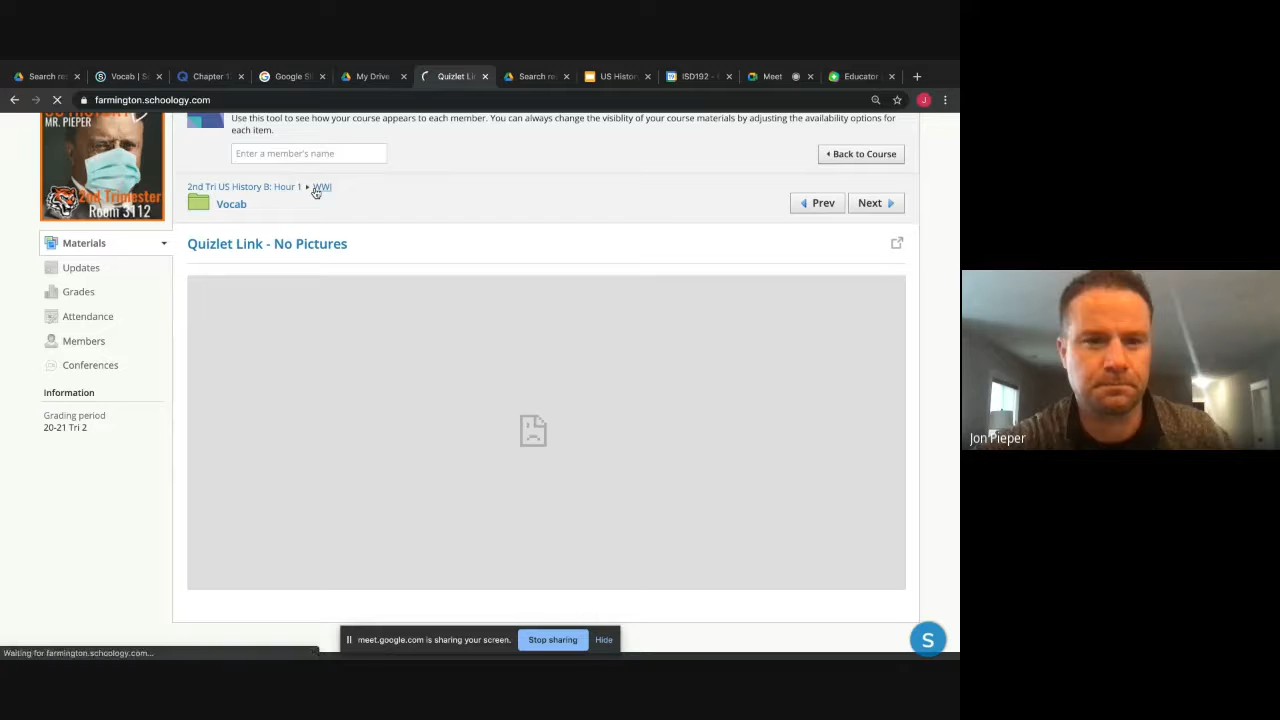 Search re
Vocab | S
Chapter 1
Google Sl
My Drive
Quizlet Lin
Search re
US Histor
ISD192 -
Meet
Educator
farmington.schoology.com
MR. PIEPER
2nd Trimester
Room 3112
Use this tool to see how your course appears to each member. You can always change the visiblity of your course materials by adjusting the availability options for
each item.
Enter a member's name
Back to Course
2nd Tri US History B: Hour 1 ▸ WWI
Vocab
Prev
Next
Quizlet Link - No Pictures
Materials
Updates
Grades
Attendance
Members
Conferences
Information
Grading period
20-21 Tri 2
Jon Pieper
meet.google.com is sharing your screen.
Stop sharing
Hide
S
Waiting for farmington.schoology.com...